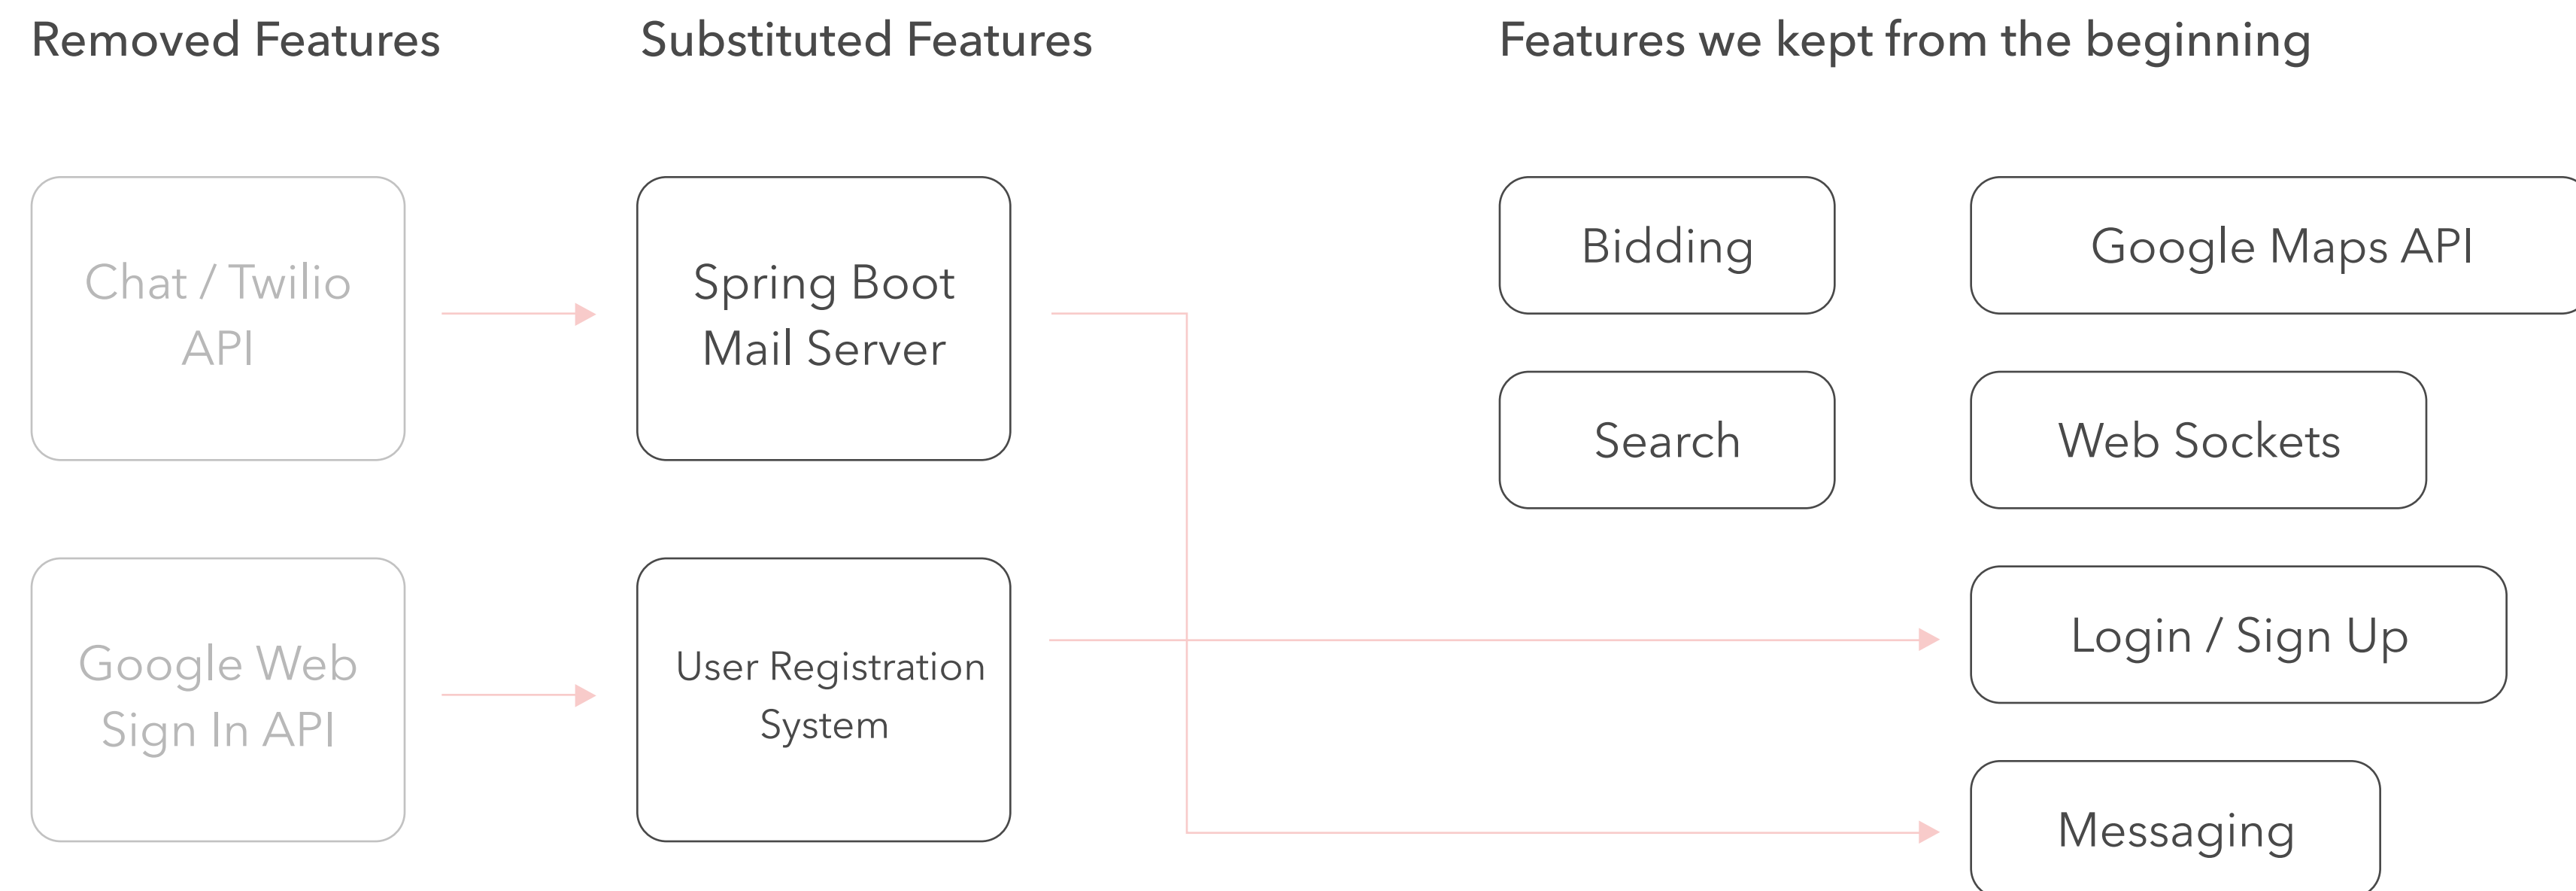 Removed Features
Substituted Features
Features we kept from the beginning
Chat / Twilio
API
Spring Boot
Mail Server
Bidding
Google Maps API
Search
Web Sockets
Google Web
Sign In API
User Registration
System
Login / Sign Up
Messaging